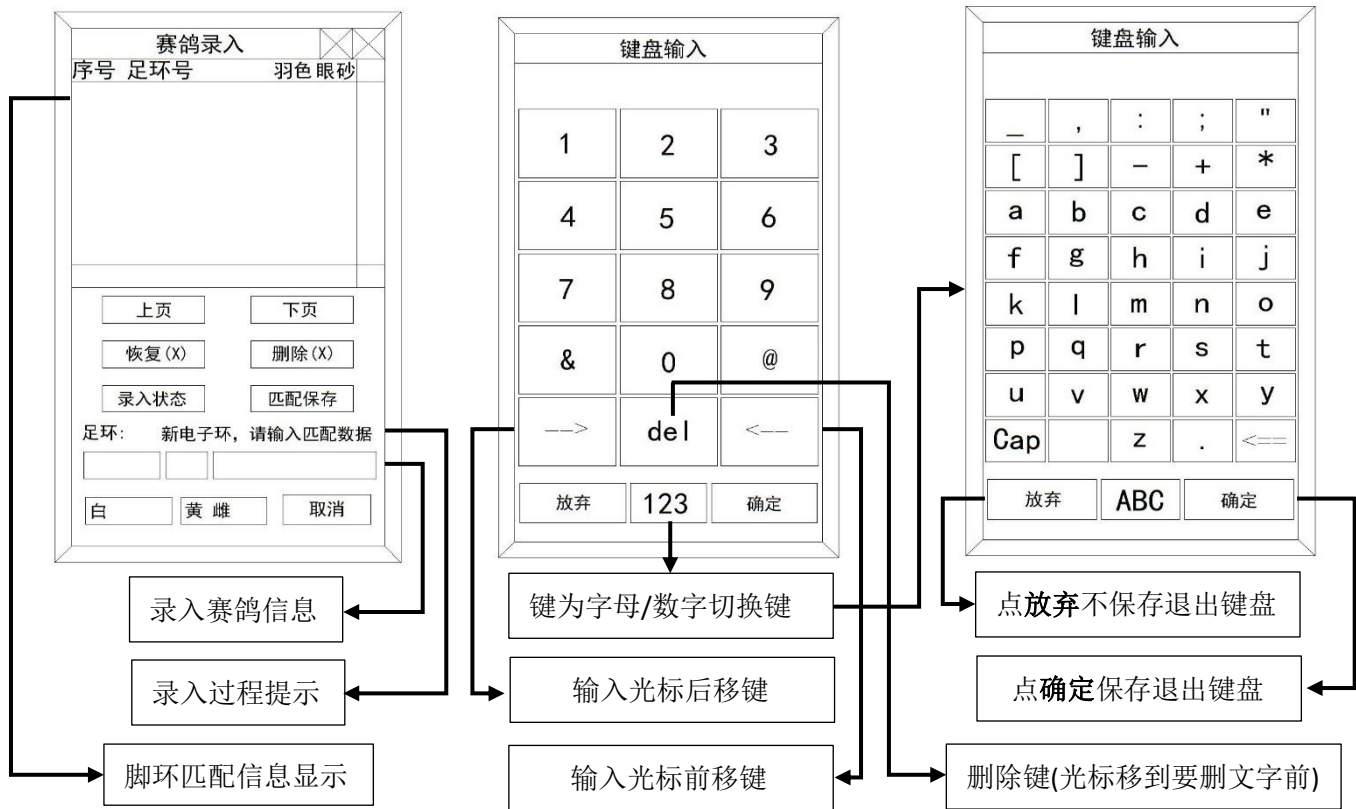 赛鸽录入
序号 足环号 羽色 眼砂
上页 下页
恢复(X) 删除(X)
录入状态 匹配保存
足环: 新电子环，请输入匹配数据
白 黄 雌 取消
键盘输入
1 2 3
4 5 6
7 8 9
& 0 @
--> del <--
放弃 123 确定
键盘输入
_ , : ; "
[ ] - + *
a b c d e
f g h i j
k l m n o
p q r s t
u v w x y
Cap z . <==
放弃 ABC 确定
录入赛鸽信息
录入过程提示
脚环匹配信息显示
键为字母/数字切换键
输入光标后移键
输入光标前移键
点放弃不保存退出键盘
点确定保存退出键盘
删除键(光标移到要删文字前)